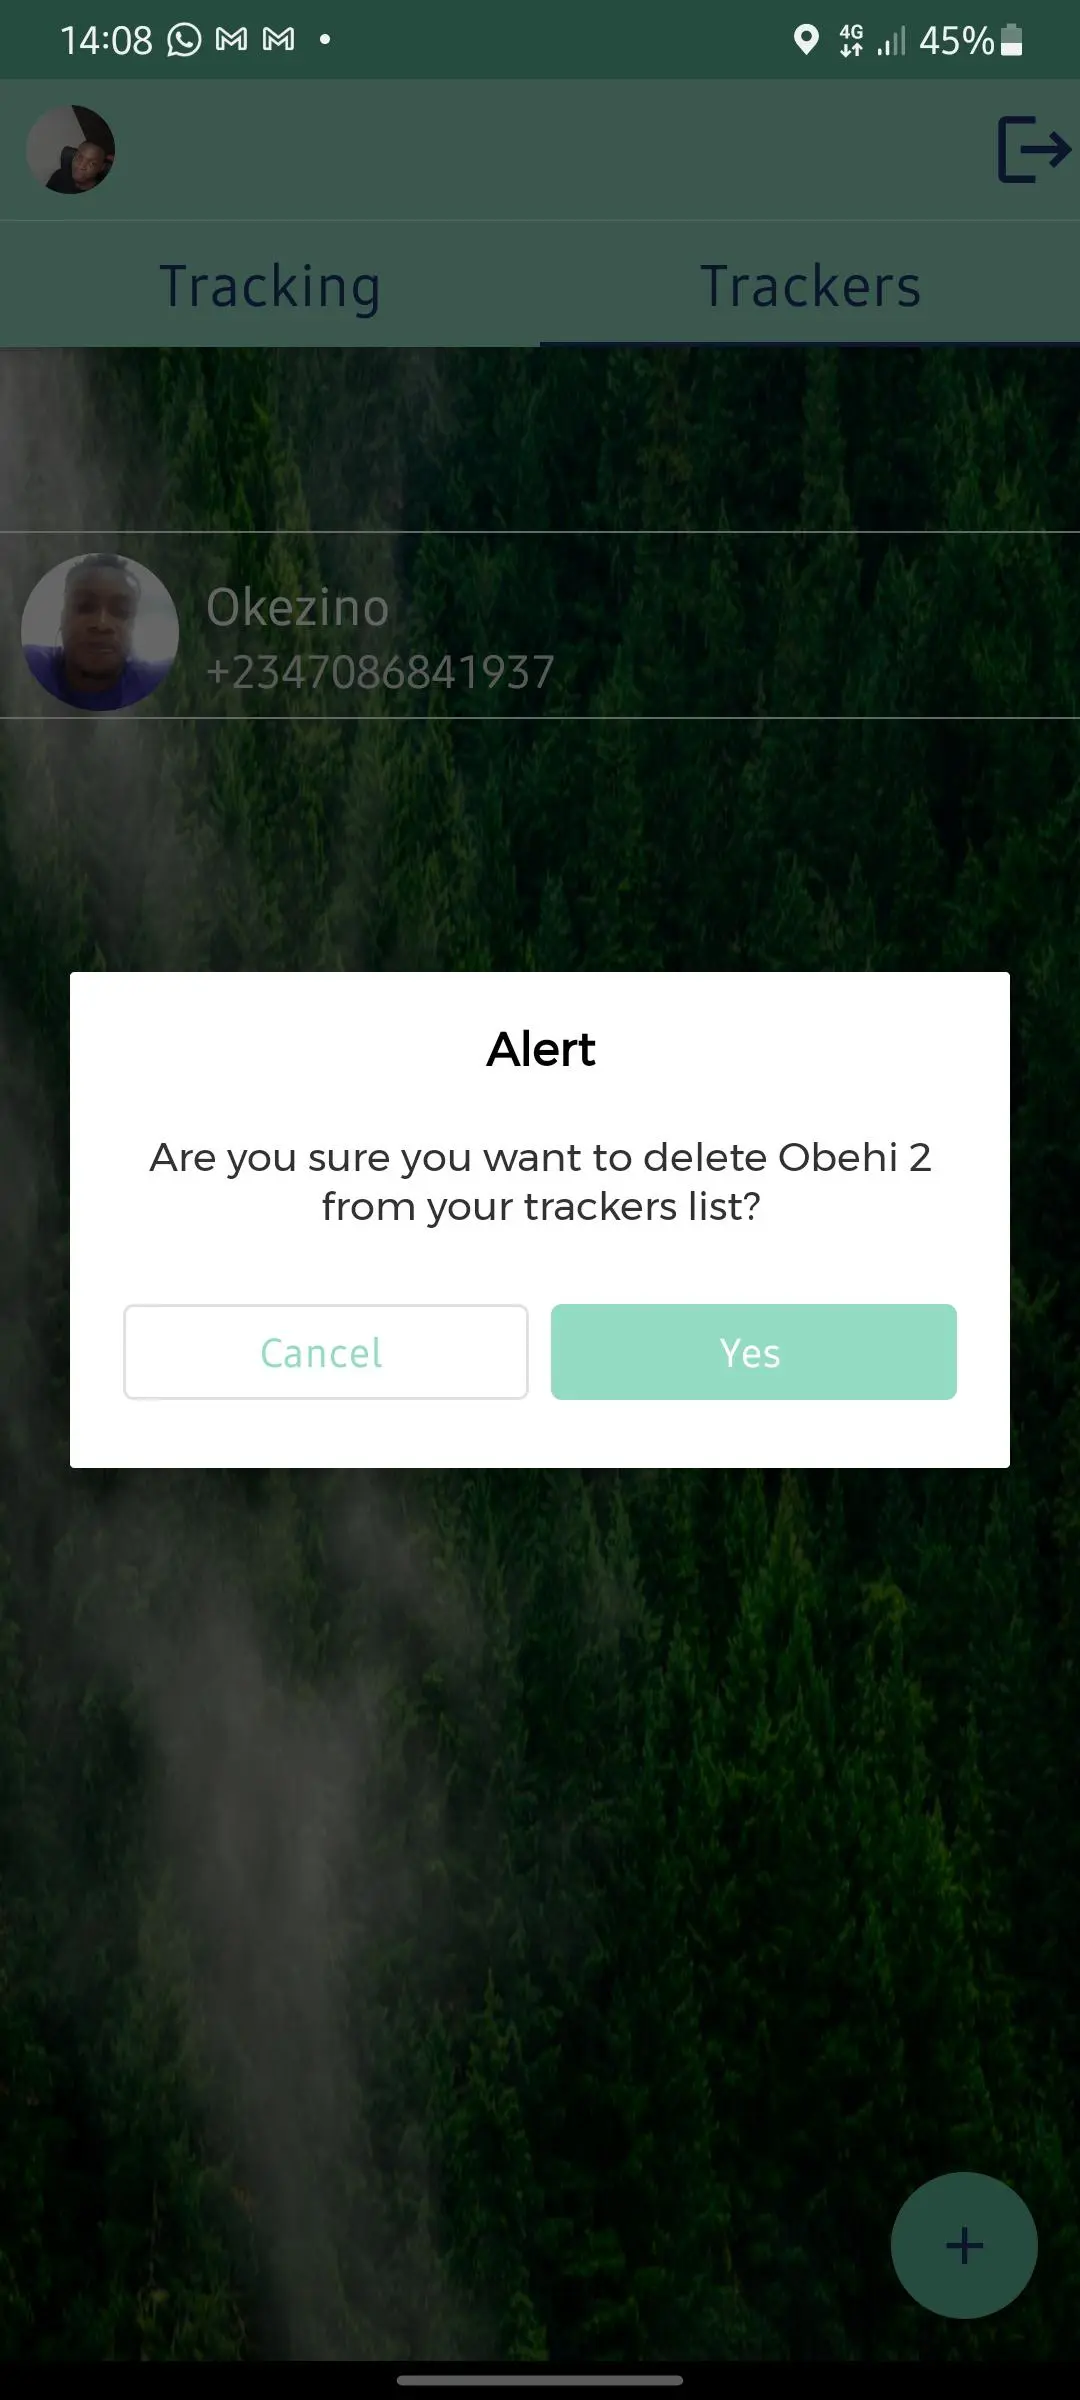 14:08 4G 45%
Tracking Trackers
Okezino
+2347086841937
Alert
Are you sure you want to delete Obehi 2
from your trackers list?
Cancel Yes
+